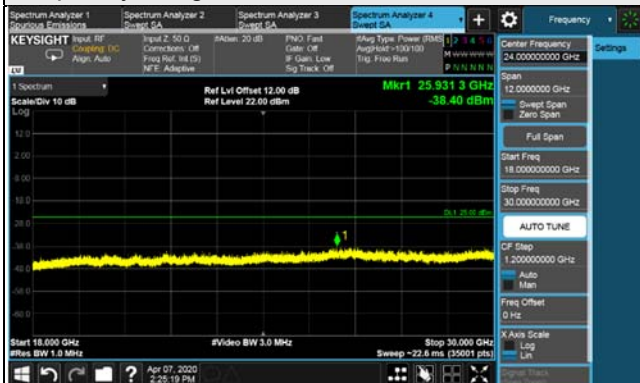 Spectrum Analyzer 1
Spurious Emissions
Spectrum Analyzer 2
Swept SA
Spectrum Analyzer 3
Swept SA
Spectrum Analyzer 4
Swept SA
+
Frequency
KEYSIGHT
Input: RF
Coupling: DC
Align: Auto
Input Z: 50 Ω
Corrections: Off
Freq Ref: Int (S)
NFE: Adaptive
#Atten: 20 dB
PNO: Fast
Gate: Off
IF Gain: Low
Sig Track: Off
#Avg Type: Power (RMS)
Avg|Hold:>100/100
Trig: Free Run
LM
1 Spectrum
Scale/Div 10 dB
Log
Ref Lvl Offset 12.00 dB
Ref Level 22.00 dBm
Mkr1 25.931 3 GHz
-38.40 dBm
12.0
2.00
-8.00
-18.0
-28.0
-38.0
-48.0
-58.0
-68.0
1
Start 18.000 GHz
#Res BW 1.0 MHz
#Video BW 3.0 MHz
Stop 30.000 GHz
Sweep ~22.6 ms (35001 pts)
Center Frequency
24.000000000 GHz
Settings
Span
12.0000000 GHz
Swept Span
Zero Span
Full Span
Start Freq
18.000000000 GHz
Stop Freq
30.000000000 GHz
AUTO TUNE
CF Step
1.200000000 GHz
Auto
Man
Freq Offset
0 Hz
X Axis Scale
Log
Lin
Signal Track
?
Apr 07, 2020
2:25:19 PM